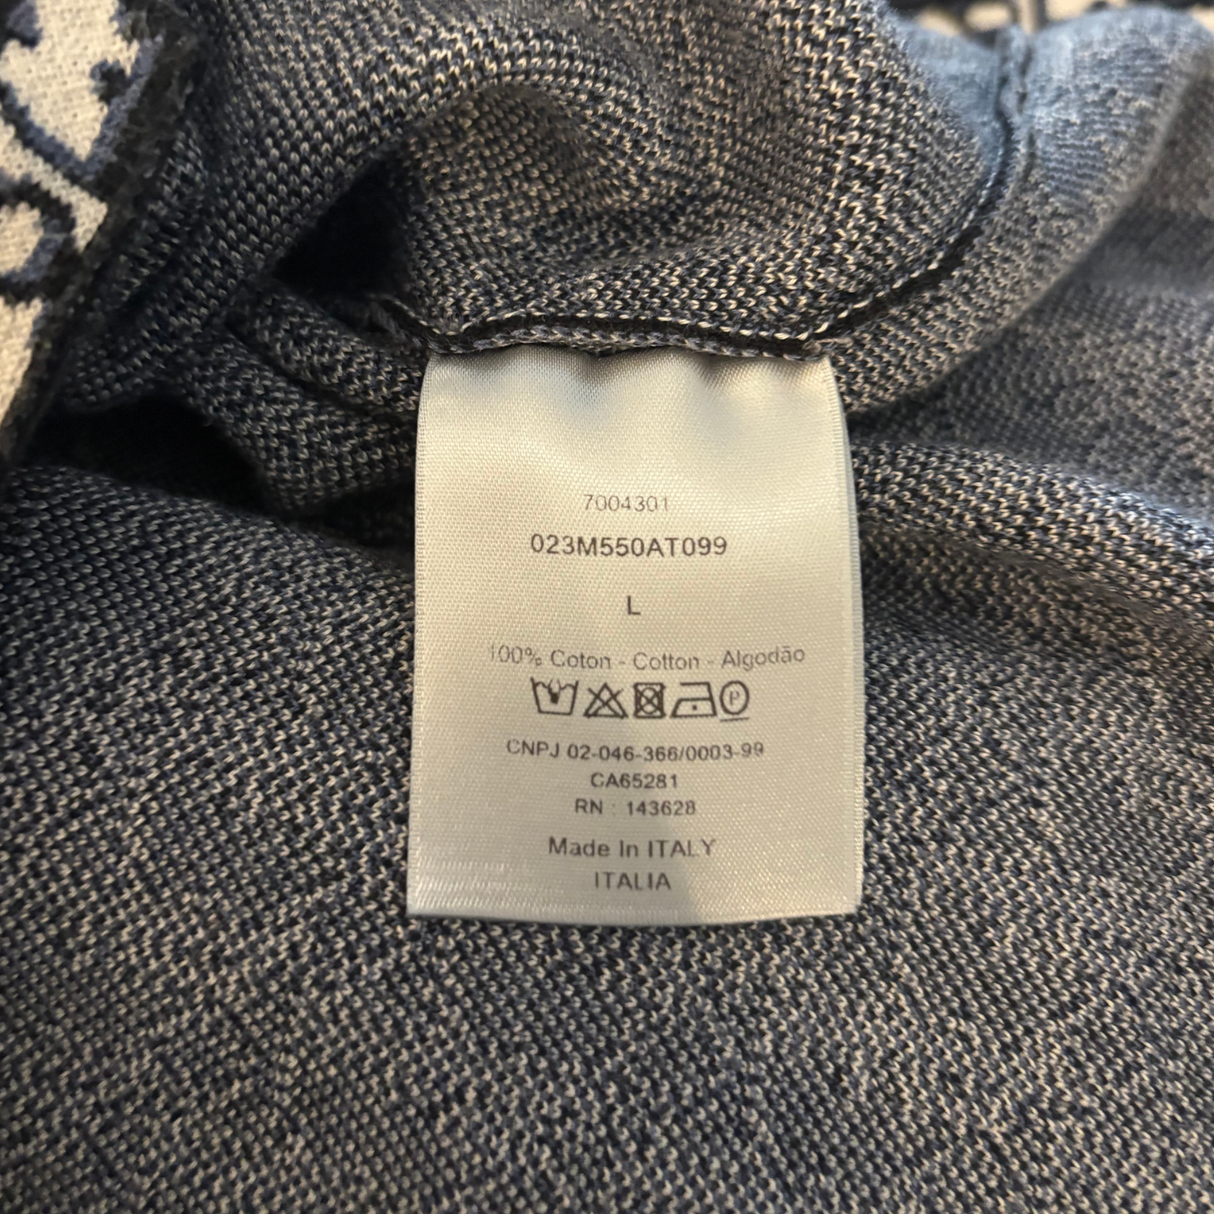 7004301
023M550AT099
L
100% Coton - Cotton - Algodão
CNPJ 02-046-366/0003-99
CA65281
RN : 143628
Made In ITALY
ITALIA